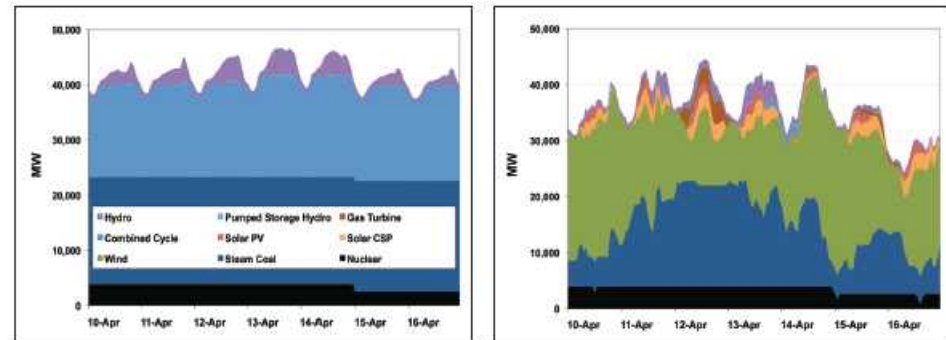 50,000
40,000
30,000
20,000
10,000
0
MW
Hydro Pumped Storage Hydro Gas Turbine
Combined Cycle Solar PV Solar CSP
Wind Steam Coal Nuclear
10-Apr 11-Apr 12-Apr 13-Apr 14-Apr 15-Apr 16-Apr
50,000
40,000
30,000
20,000
10,000
0
MW
10-Apr 11-Apr 12-Apr 13-Apr 14-Apr 15-Apr 16-Apr